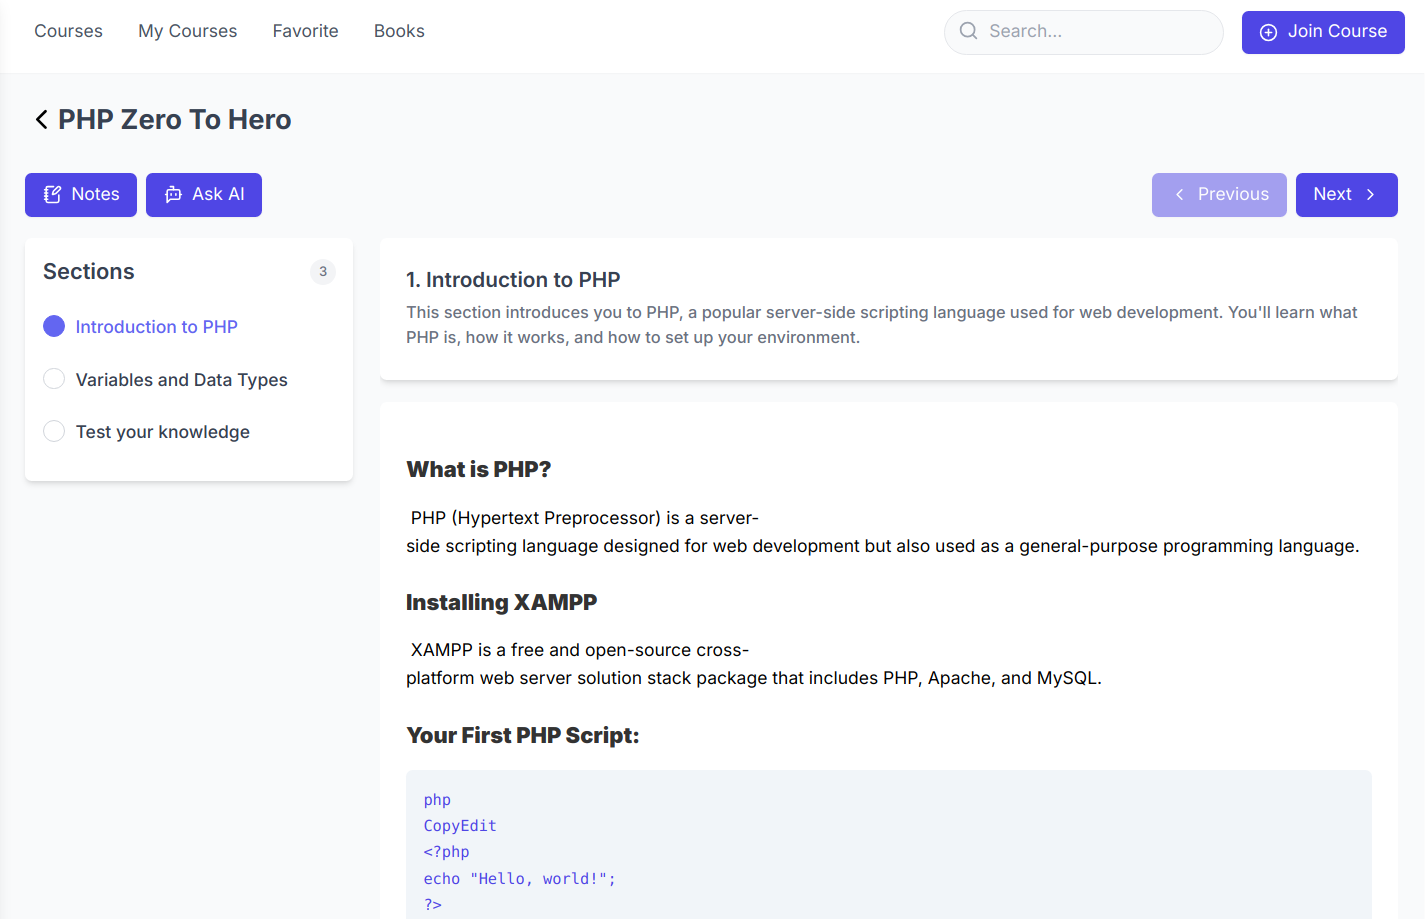 Courses My Courses Favorite Books Search... Join Course
PHP Zero To Hero
Notes Ask AI Previous Next
Sections 3
Introduction to PHP
Variables and Data Types
Test your knowledge
1. Introduction to PHP
This section introduces you to PHP, a popular server-side scripting language used for web development. You'll learn what
PHP is, how it works, and how to set up your environment.
What is PHP?
PHP (Hypertext Preprocessor) is a server-
side scripting language designed for web development but also used as a general-purpose programming language.
Installing XAMPP
XAMPP is a free and open-source cross-
platform web server solution stack package that includes PHP, Apache, and MySQL.
Your First PHP Script:
php
CopyEdit
<?php
echo "Hello, world!";
?>